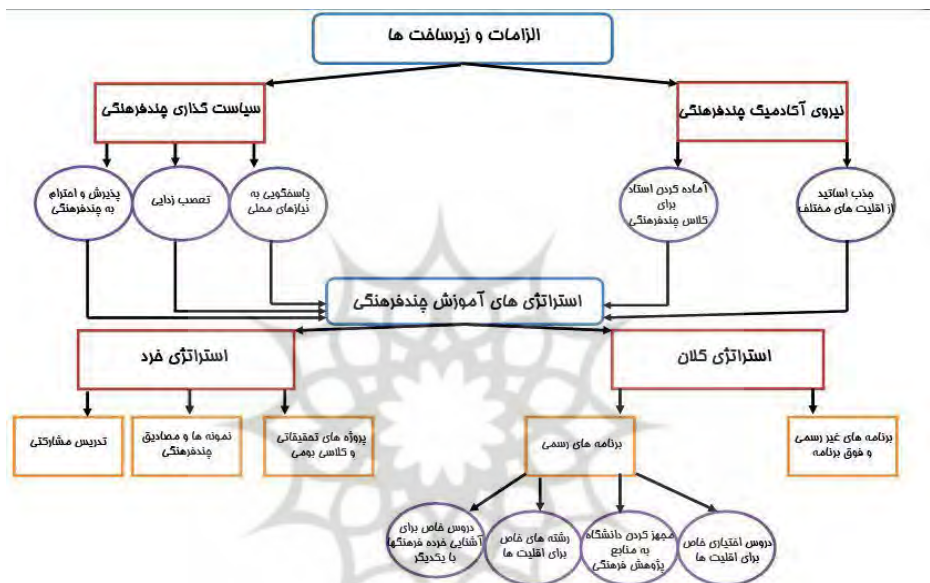 الزامات و زیرساخت ها
نیروی آکادمیک چندفرهنگی
سیاست گذاری چندفرهنگی
جذب اساتید
از اقلیت های مختلف
آماده کردن استاد
برای
کلاس چندفرهنگی
پاسخگویی به
نیازهای محلی
تعصب زدایی
پذیرش و احترام
به چندفرهنگی
استراتژی های آموزش چندفرهنگی
استراتژی کلان
استراتژی خرد
برنامه های غیر رسمی
و فوق برنامه
برنامه های رسمی
پروژه های تحقیقاتی
و کلاسی بومی
نمونه ها و مصادیق
چندفرهنگی
تدریس مشارکتی
دروس اختیاری خاص
برای اقلیت ها
مجهز کردن دانشگاه
به منابع
پژوهش فرهنگی
رشته های خاص
برای اقلیت ها
دروس خاص برای
آشنایی خرده فرهنگها
با یکدیگر